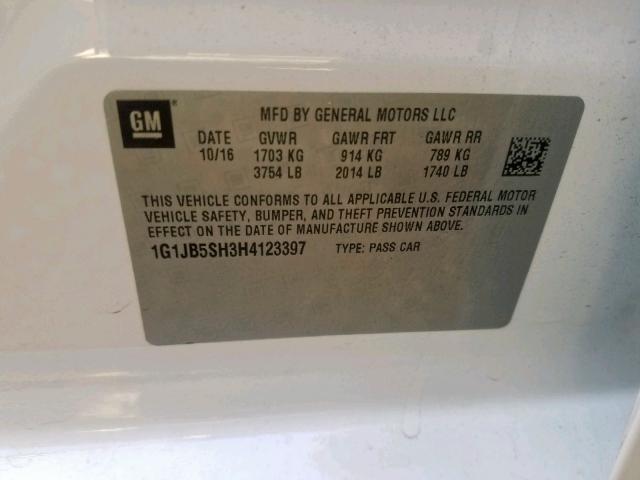 GM
MFD BY GENERAL MOTORS LLC
DATE GVWR GAWR FRT GAWR RR
10/16 1703 KG 914 KG 789 KG
3754 LB 2014 LB 1740 LB
THIS VEHICLE CONFORMS TO ALL APPLICABLE U.S. FEDERAL MOTOR
VEHICLE SAFETY, BUMPER, AND THEFT PREVENTION STANDARDS IN
EFFECT ON THE DATE OF MANUFACTURE SHOWN ABOVE.
1G1JB5SH3H4123397 TYPE: PASS CAR